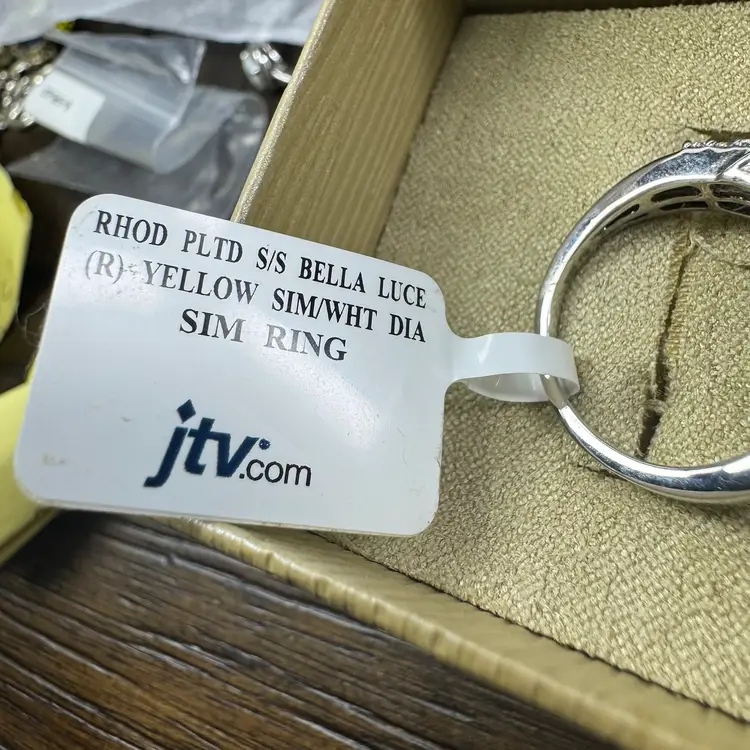 RHOD PLTD S/S BELLA LUCE
(R) YELLOW SIM/WHT DIA
SIM RING
jtv.com